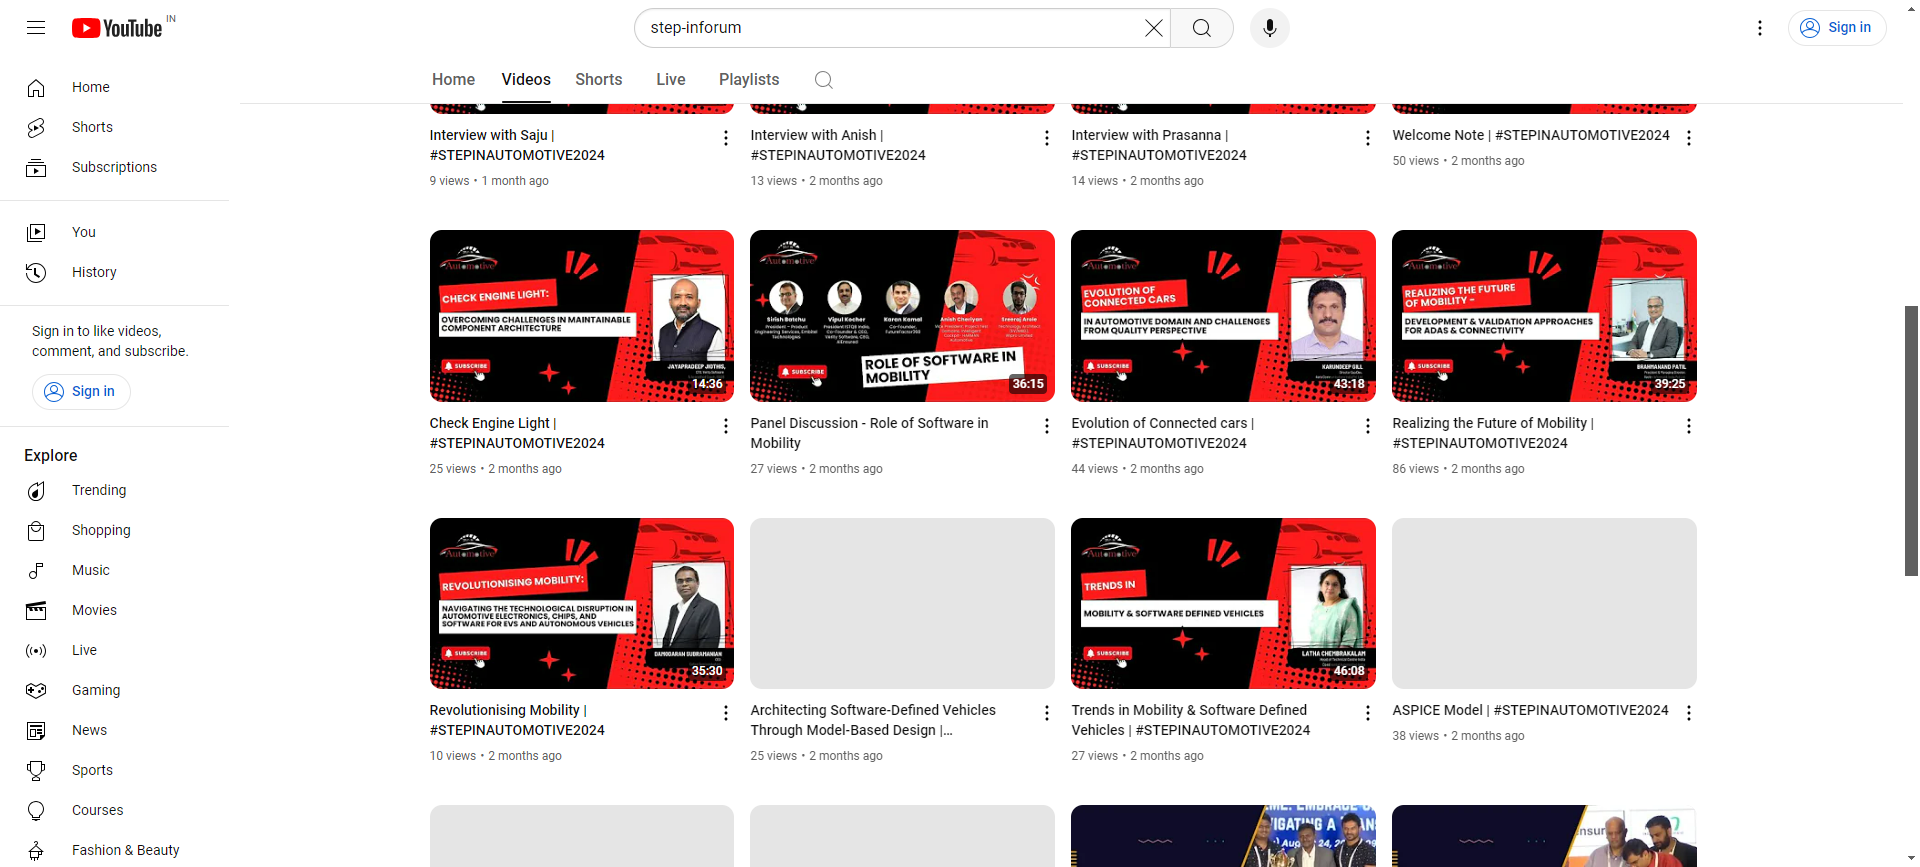 YouTube IN
step-inforum
Sign in
Home
Shorts
Subscriptions
You
History
Sign in to like videos,
comment, and subscribe.
Sign in
Explore
Trending
Shopping
Music
Movies
Live
Gaming
News
Sports
Courses
Fashion & Beauty
Home Videos Shorts Live Playlists
Interview with Saju |
#STEPINAUTOMOTIVE2024
9 views • 1 month ago
Interview with Anish |
#STEPINAUTOMOTIVE2024
13 views • 2 months ago
Interview with Prasanna |
#STEPINAUTOMOTIVE2024
14 views • 2 months ago
Welcome Note | #STEPINAUTOMOTIVE2024
50 views • 2 months ago
Automotive
CHECK ENGINE LIGHT:
OVERCOMING CHALLENGES IN MAINTAINABLE
COMPONENT ARCHITECTURE
SUBSCRIBE
JAYAPRADEEP JIOTHIS,
14:36
Check Engine Light |
#STEPINAUTOMOTIVE2024
25 views • 2 months ago
Automotive
Sirish Batchu
Vipul Kocher
Karan Kamal
Anish Cheriyan
Sreeraj Arole
ROLE OF SOFTWARE IN
MOBILITY
SUBSCRIBE
36:15
Panel Discussion - Role of Software in
Mobility
27 views • 2 months ago
Automotive
EVOLUTION OF
CONNECTED CARS
IN AUTOMOTIVE DOMAIN AND CHALLENGES
FROM QUALITY PERSPECTIVE
SUBSCRIBE
KARUNDEEP GILL
43:18
Evolution of Connected cars |
#STEPINAUTOMOTIVE2024
44 views • 2 months ago
Automotive
REALIZING THE FUTURE
OF MOBILITY -
DEVELOPMENT & VALIDATION APPROACHES
FOR ADAS & CONNECTIVITY
SUBSCRIBE
BRAHMANAND PATIL
39:25
Realizing the Future of Mobility |
#STEPINAUTOMOTIVE2024
86 views • 2 months ago
Automotive
REVOLUTIONISING MOBILITY:
NAVIGATING THE TECHNOLOGICAL DISRUPTION IN
AUTOMOTIVE ELECTRONICS, CHIPS, AND
SOFTWARE FOR EVS AND AUTONOMOUS VEHICLES
SUBSCRIBE
DAMODARAN SUBRAMANIAN
35:30
Revolutionising Mobility |
#STEPINAUTOMOTIVE2024
10 views • 2 months ago
Architecting Software-Defined Vehicles
Through Model-Based Design |...
25 views • 2 months ago
Automotive
TRENDS IN
MOBILITY & SOFTWARE DEFINED VEHICLES
SUBSCRIBE
LATHA CHEMBRAKALAM
46:08
Trends in Mobility & Software Defined
Vehicles | #STEPINAUTOMOTIVE2024
27 views • 2 months ago
ASPICE Model | #STEPINAUTOMOTIVE2024
38 views • 2 months ago